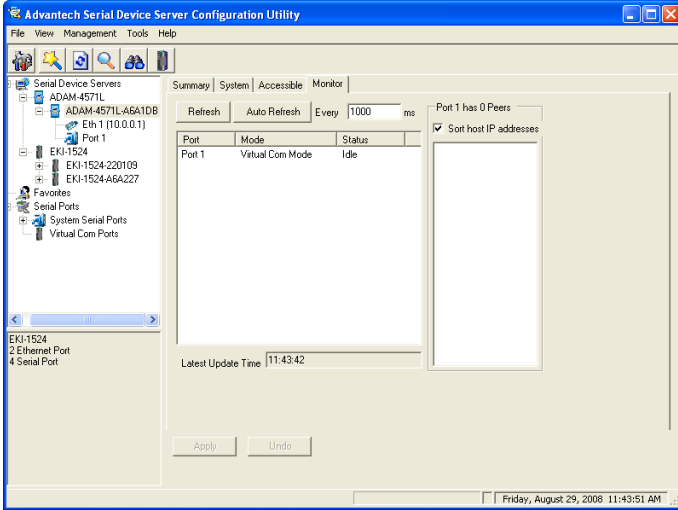 Advantech Serial Device Server Configuration Utility
File View Management Tools Help
Serial Device Servers
ADAM-4571L
ADAM-4571L-A6A1DB
Eth 1 (10.0.0.1)
Port 1
EKI-1524
EKI-1524-220109
EKI-1524-A6A227
Favorites
Serial Ports
System Serial Ports
Virtual Com Ports
EKI-1524
2 Ethernet Port
4 Serial Port
Summary System Accessible Monitor
Refresh Auto Refresh Every 1000 ms
Port Mode Status
Port 1 Virtual Com Mode Idle
Latest Update Time 11:43:42
Port 1 has 0 Peers
Sort host IP addresses
Apply Undo
Friday, August 29, 2008 11:43:51 AM